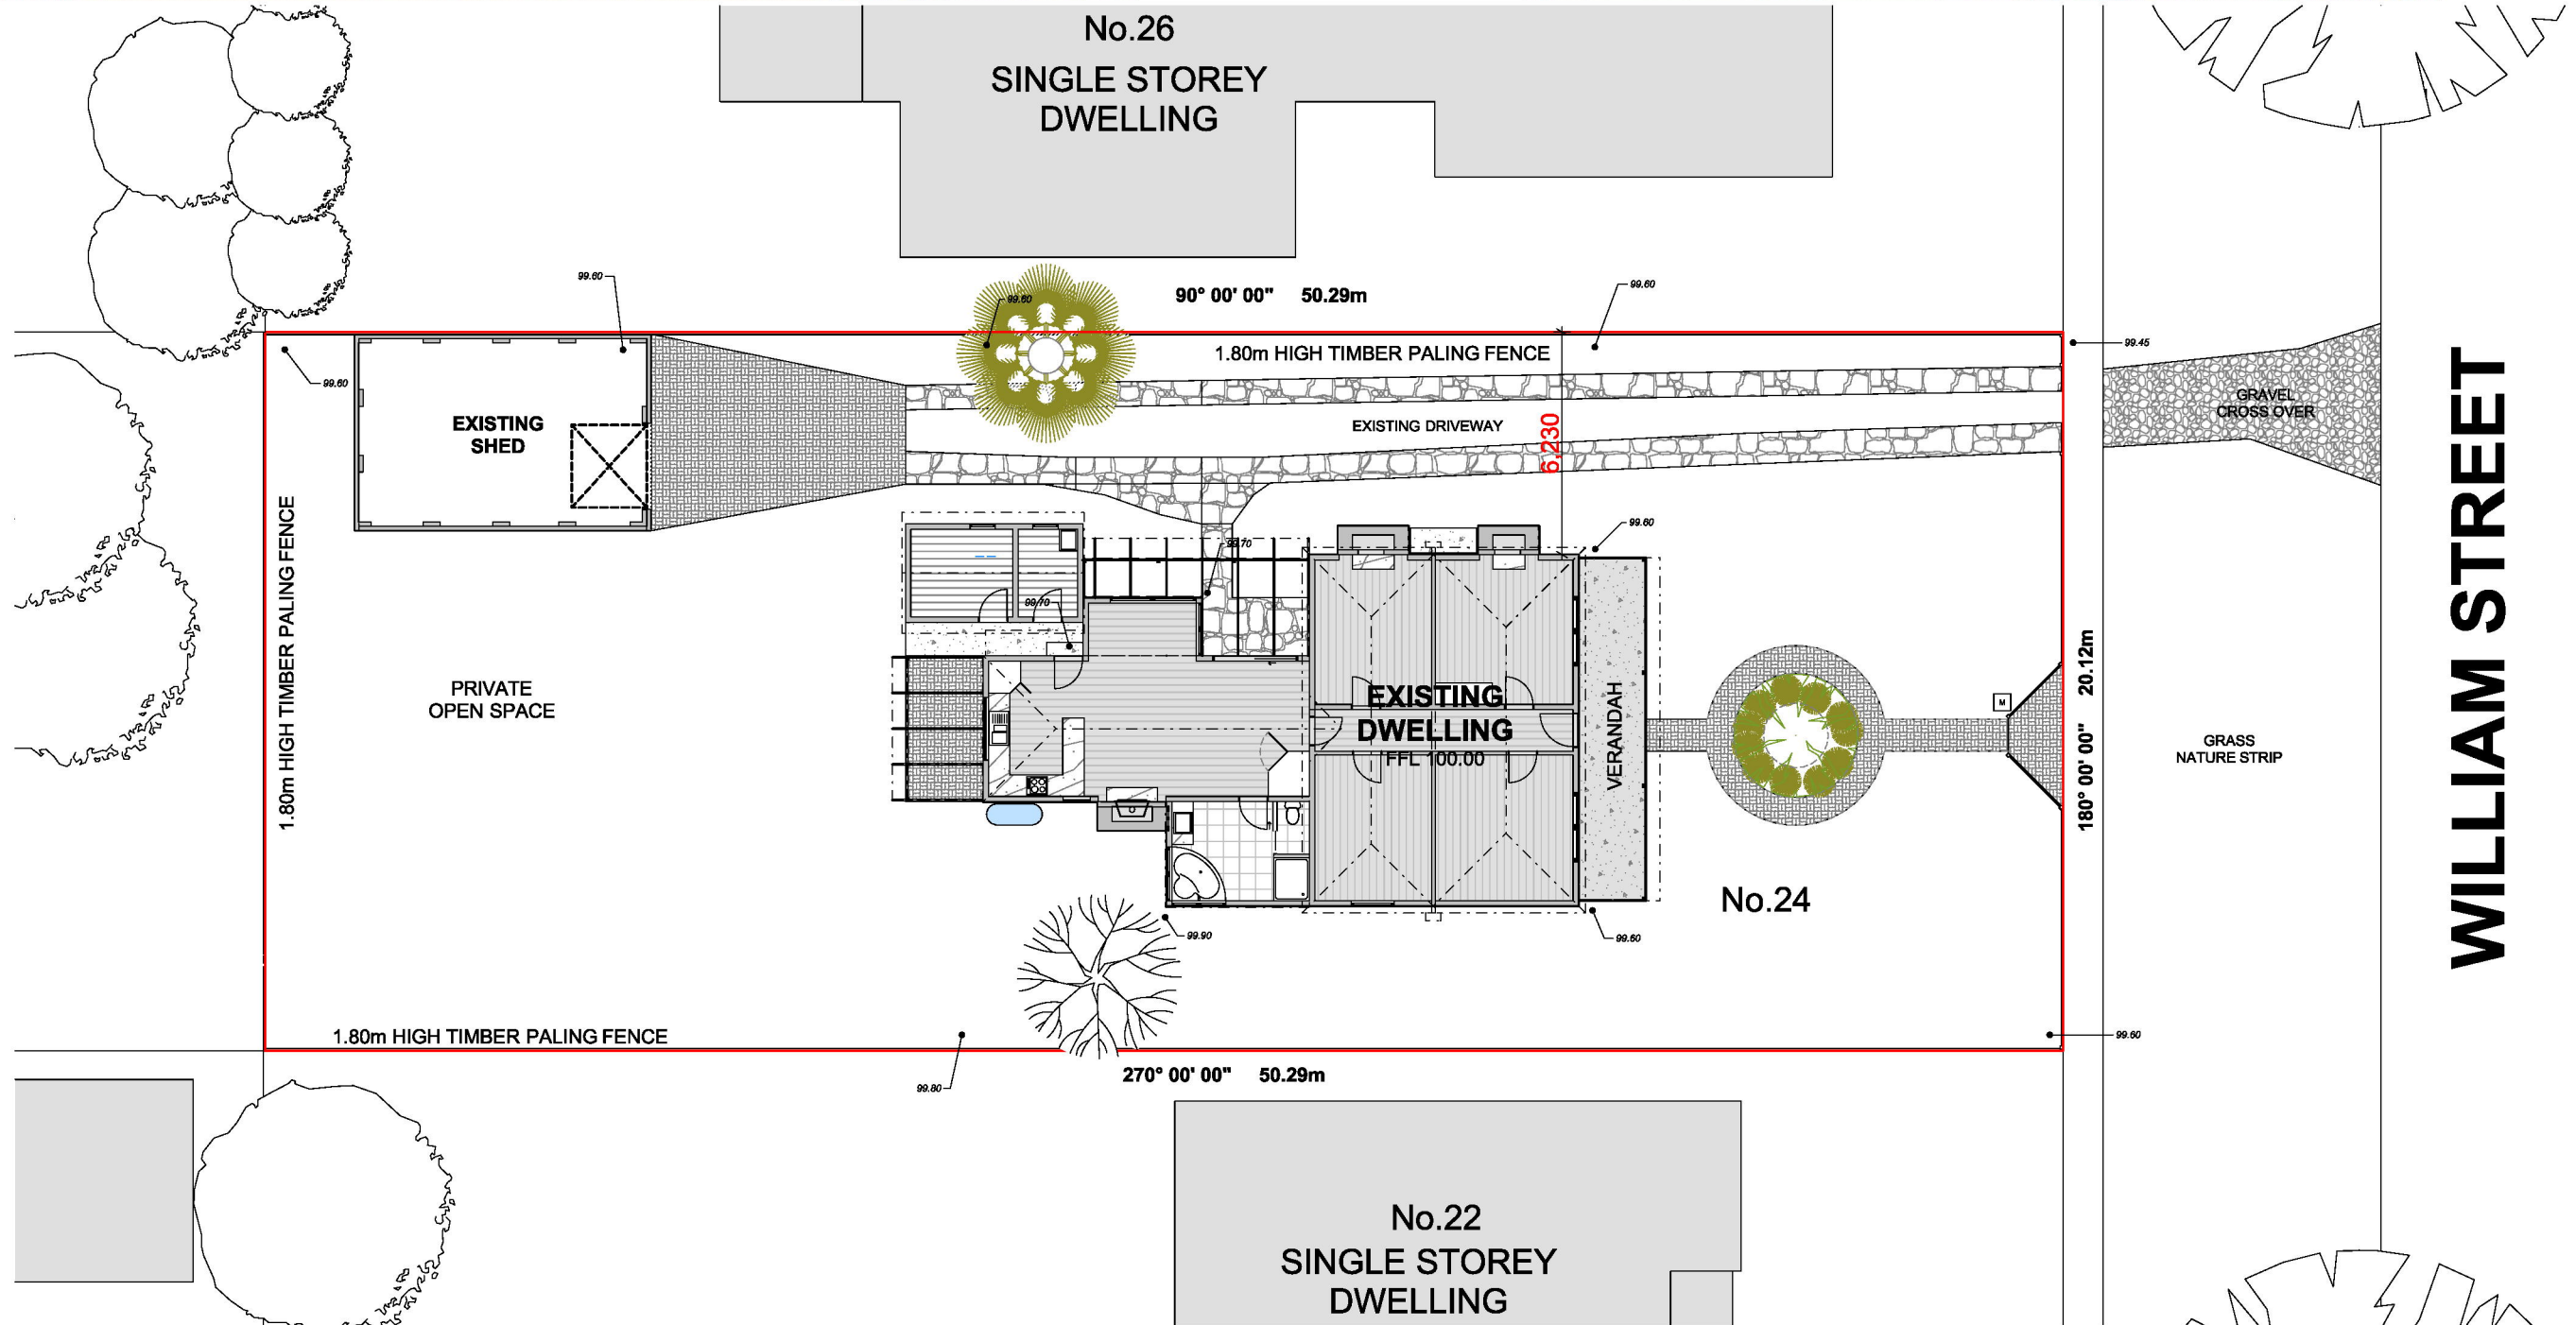 No.26
SINGLE STOREY
DWELLING
99.60
99.60
90° 00' 00" 50.29m
99.60
1.80m HIGH TIMBER PALING FENCE
99.45
99.60
GRAVEL
CROSS OVER
EXISTING
SHED
EXISTING DRIVEWAY
6,230
WILLIAM STREET
1.80m HIGH TIMBER PALING FENCE
99.60
99.70
99.70
PRIVATE
OPEN SPACE
EXISTING
DWELLING
FFL 100.00
VERANDAH
M
180° 00' 00" 20.12m
GRASS
NATURE STRIP
No.24
99.90
99.60
1.80m HIGH TIMBER PALING FENCE
99.60
270° 00' 00" 50.29m
99.80
No.22
SINGLE STOREY
DWELLING